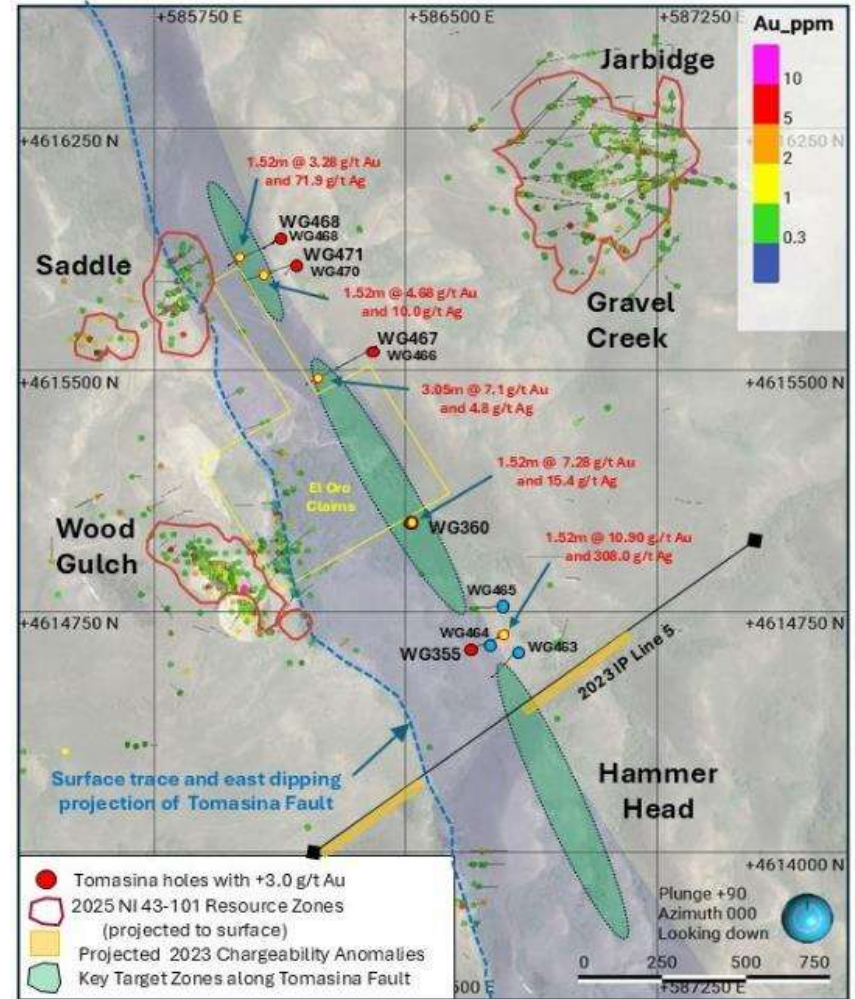 +585750 E
+586500 E
+587250 E
Au_ppm
10
5
2
1
0.3
Jarbidge
+4616250 N
+4616250 N
1.52m @ 3.28 g/t Au
and 71.9 g/t Ag
WG468
WG468
WG471
WG470
Saddle
1.52m @ 4.68 g/t Au
and 10.0g/t Ag
Gravel
Creek
WG467
WG466
+4615500 N
+4615500 N
3.05m @ 7.1 g/t Au
and 4.8 g/t Ag
1.52m @ 7.28 g/t Au
and 15.4 g/t Ag
El Oro
Claims
Wood
Gulch
WG360
1.52m @ 10.90 g/t Au
and 308.0 g/t Ag
WG465
+4614750 N
+4614750 N
WG464
WG355
WG463
2023 IP Line 5
Surface trace and east dipping
projection of Tomasina Fault
Hammer
Head
+4614000 N
Tomasina holes with +3.0 g/t Au
2025 NI 43-101 Resource Zones
(projected to surface)
Projected 2023 Chargeability Anomalies
Key Target Zones along Tomasina Fault
Plunge +90
Azimuth 000
Looking down
0
250
500
750
500 E
+587250 E